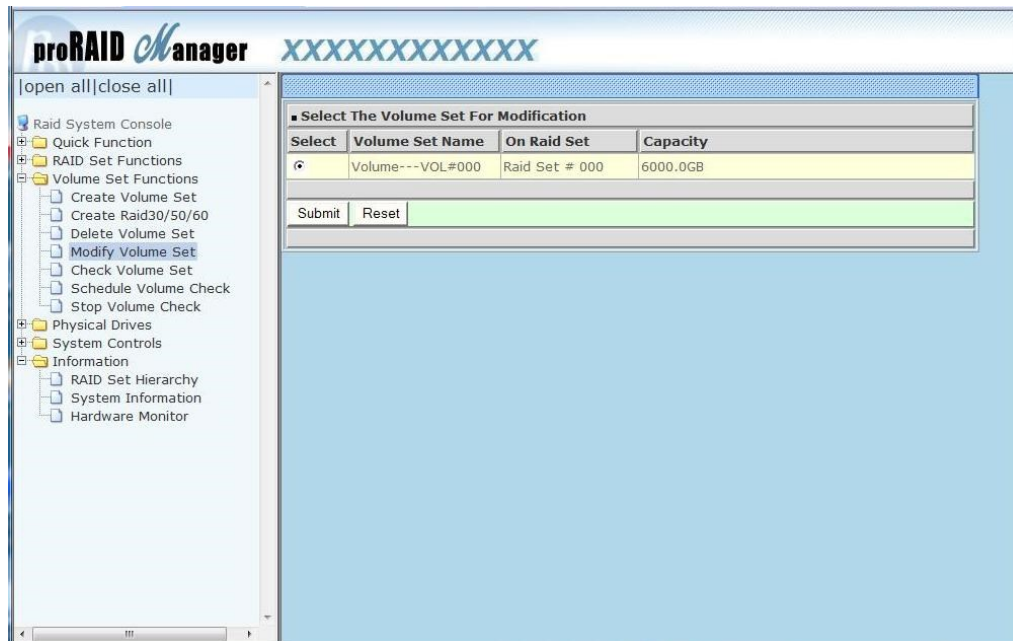 proRAID Manager XXXXXXXXXXXX
|open all|close all|
Raid System Console
Quick Function
RAID Set Functions
Volume Set Functions
Create Volume Set
Create Raid30/50/60
Delete Volume Set
Modify Volume Set
Check Volume Set
Schedule Volume Check
Stop Volume Check
Physical Drives
System Controls
Information
RAID Set Hierarchy
System Information
Hardware Monitor
Select The Volume Set For Modification
Select Volume Set Name On Raid Set Capacity
Volume---VOL#000 Raid Set # 000 6000.0GB
Submit Reset